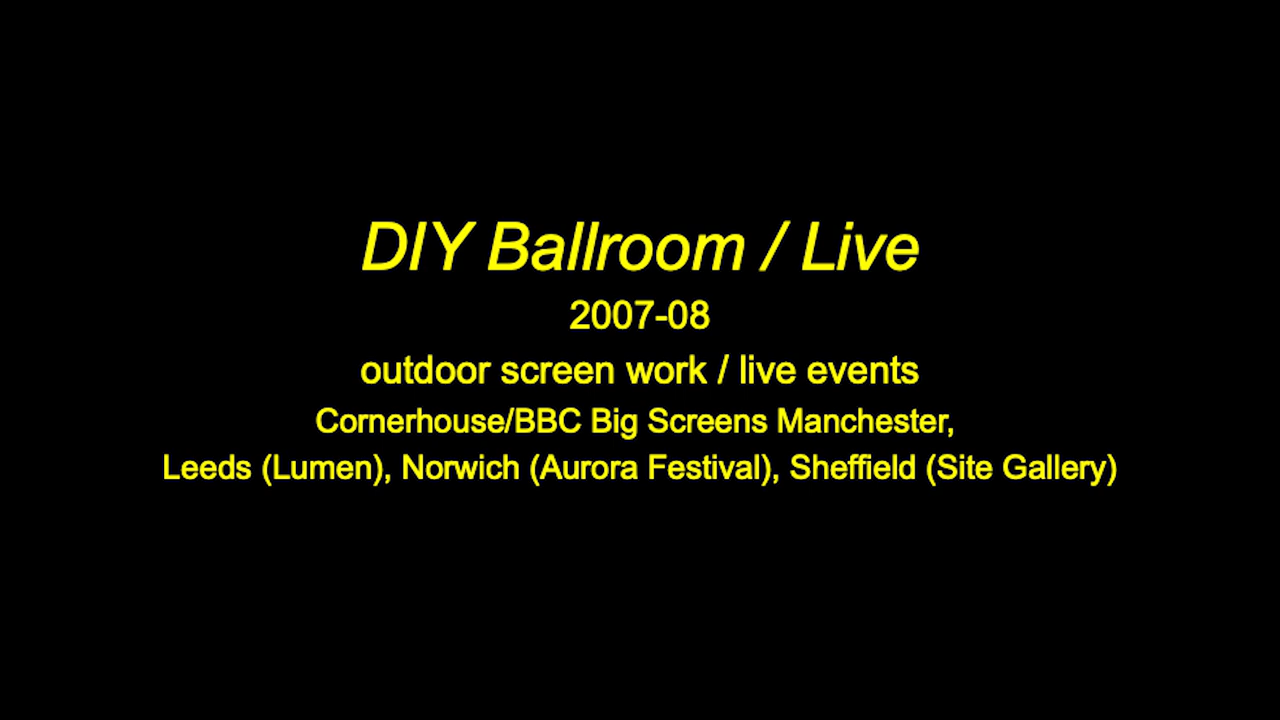 DIY Ballroom / Live
2007-08
outdoor screen work / live events
Cornerhouse/BBC Big Screens Manchester,
Leeds (Lumen), Norwich (Aurora Festival), Sheffield (Site Gallery)